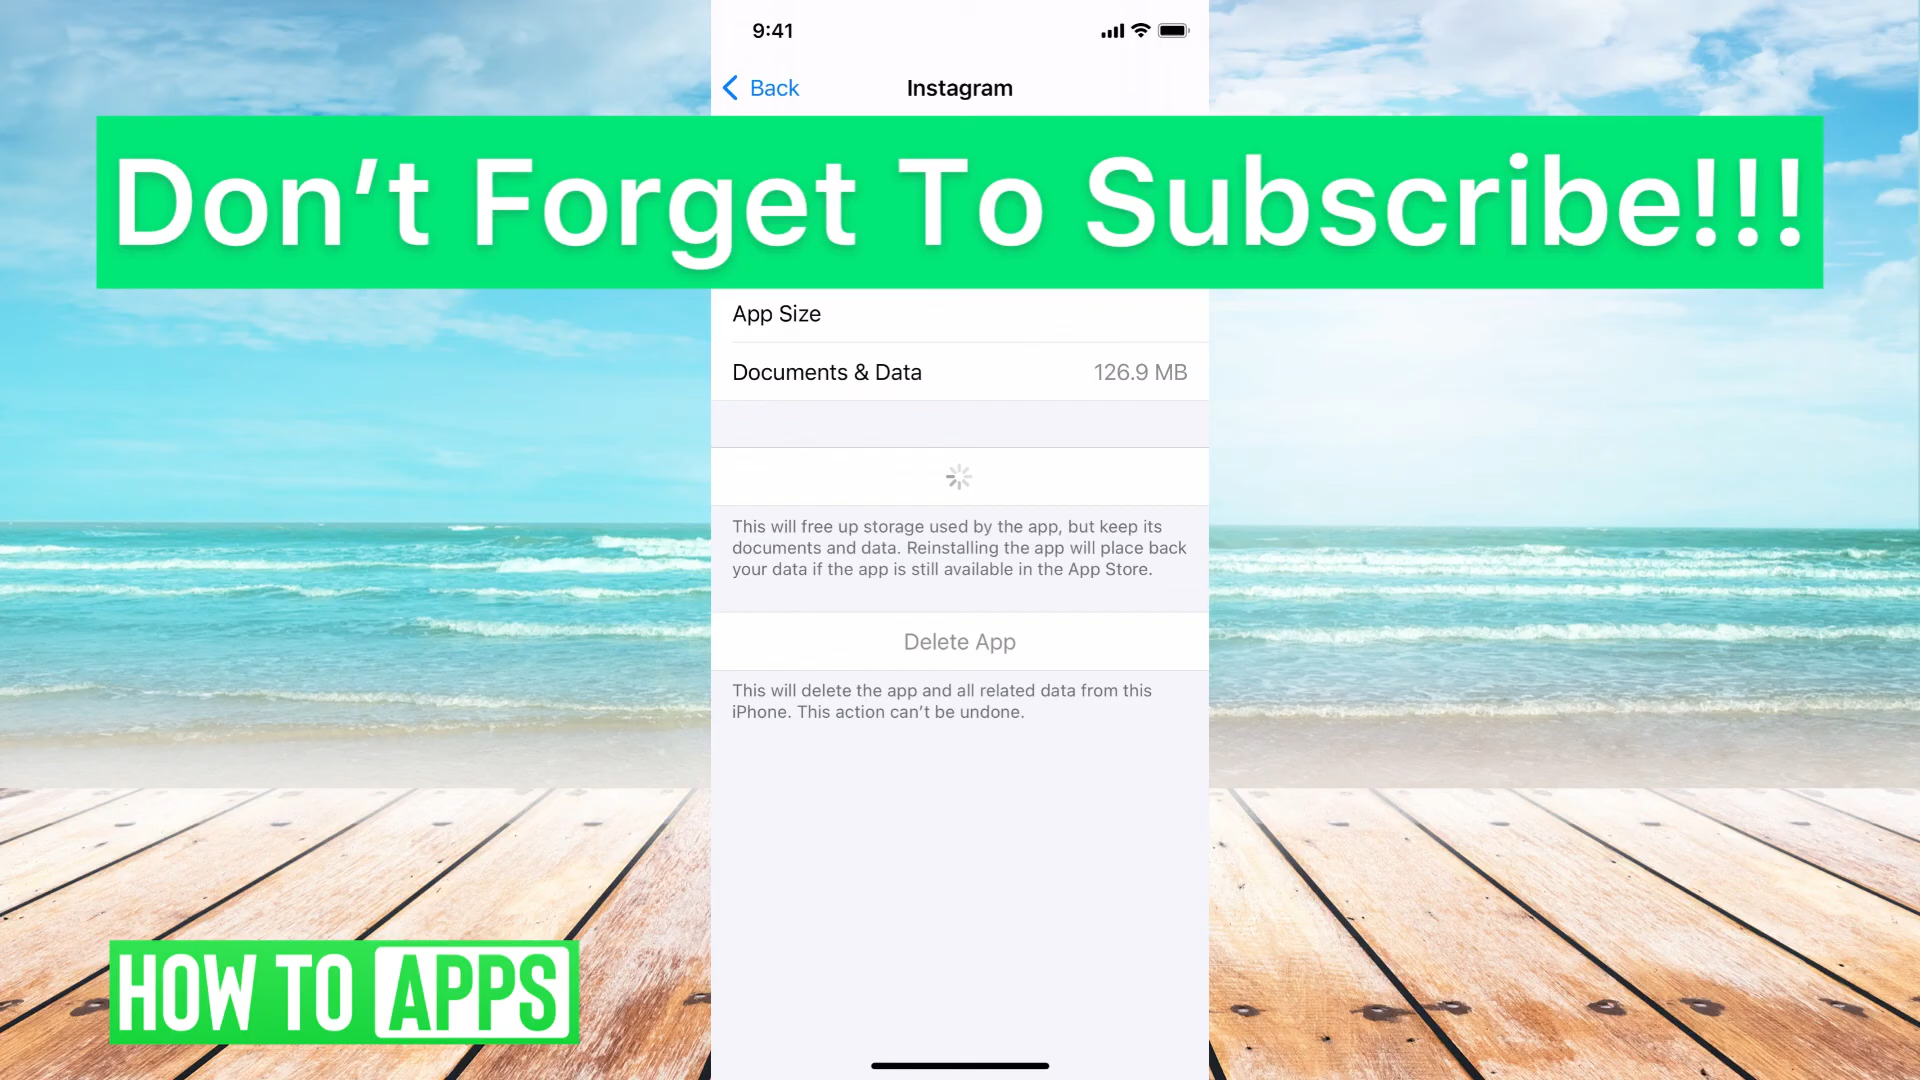 9:41
Back
Instagram
Don’t Forget To Subscribe!!!
App Size
Documents & Data 126.9 MB
This will free up storage used by the app, but keep its
documents and data. Reinstalling the app will place back
your data if the app is still available in the App Store.
Delete App
This will delete the app and all related data from this
iPhone. This action can’t be undone.
HOW TO APPS